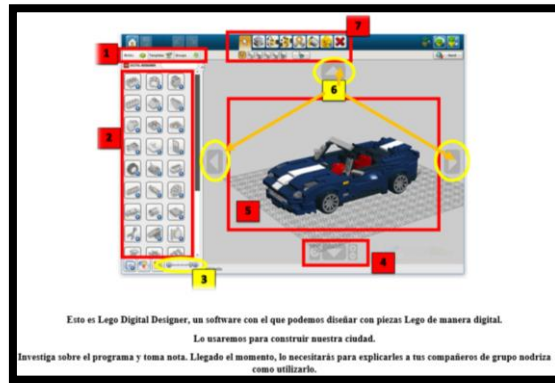 7
1
6
2
5
4
3
Esto es Lego Digital Designer, un software con el que podemos diseñar con piezas Lego de manera digital.
Lo usaremos para construir nuestra ciudad.
Investiga sobre el programa y toma nota. Llegado el momento, lo necesitarás para explicarles a tus compañeros de grupo nodriza
como utilizarlo.